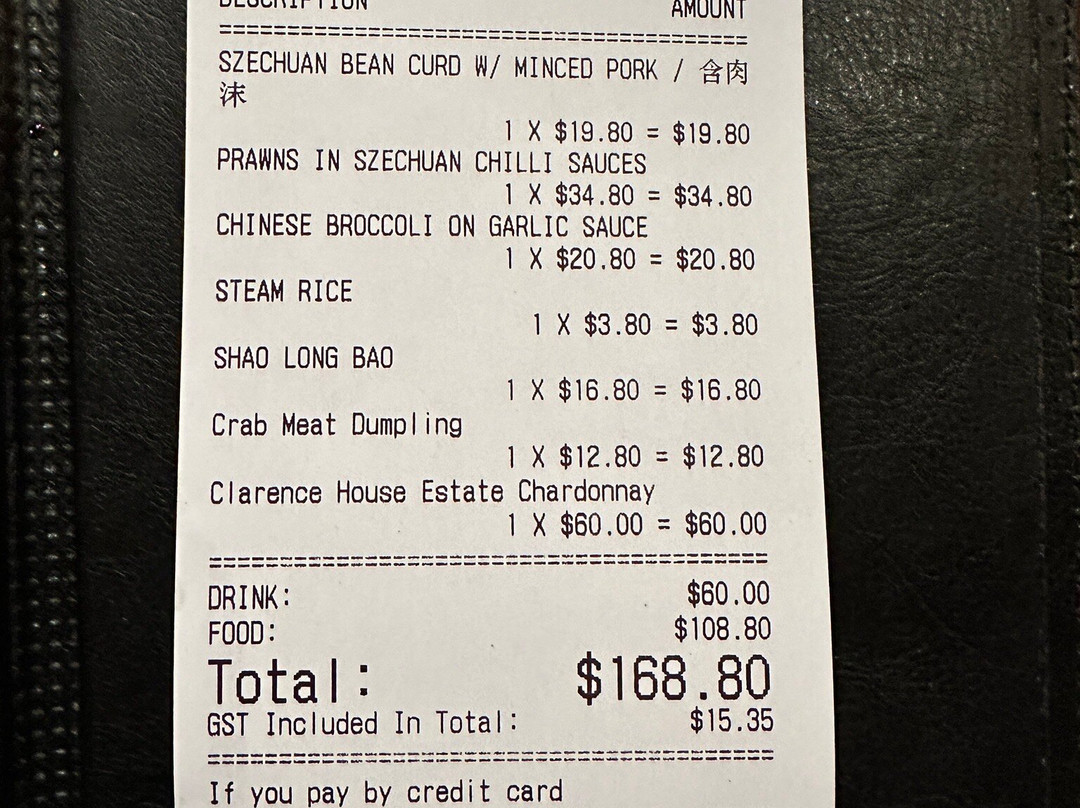 DESCRIPTION AMOUNT
SZECHUAN BEAN CURD W/ MINCED PORK / 含肉
沫
1 X $19.80 = $19.80
PRAWNS IN SZECHUAN CHILLI SAUCES
1 X $34.80 = $34.80
CHINESE BROCCOLI ON GARLIC SAUCE
1 X $20.80 = $20.80
STEAM RICE
1 X $3.80 = $3.80
SHAO LONG BAO
1 X $16.80 = $16.80
Crab Meat Dumpling
1 X $12.80 = $12.80
Clarence House Estate Chardonnay
1 X $60.00 = $60.00
DRINK: $60.00
FOOD: $108.80
Total: $168.80
GST Included In Total: $15.35
If you pay by credit card